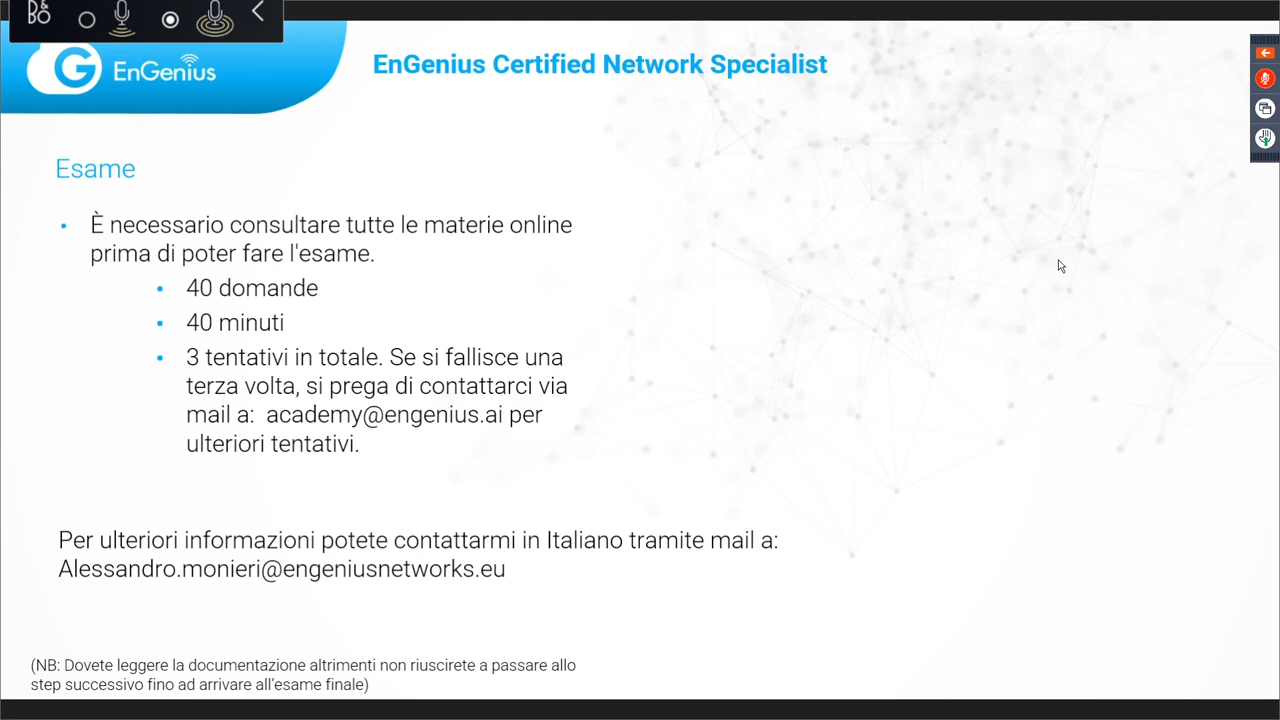 B&O
EnGenius
EnGenius Certified Network Specialist
Esame
• È necessario consultare tutte le materie online
prima di poter fare l'esame.
• 40 domande
• 40 minuti
• 3 tentativi in totale. Se si fallisce una
terza volta, si prega di contattarci via
mail a: academy@engenius.ai per
ulteriori tentativi.
Per ulteriori informazioni potete contattarmi in Italiano tramite mail a:
Alessandro.monieri@engeniusnetworks.eu
(NB: Dovete leggere la documentazione altrimenti non riuscirete a passare allo
step successivo fino ad arrivare all'esame finale)